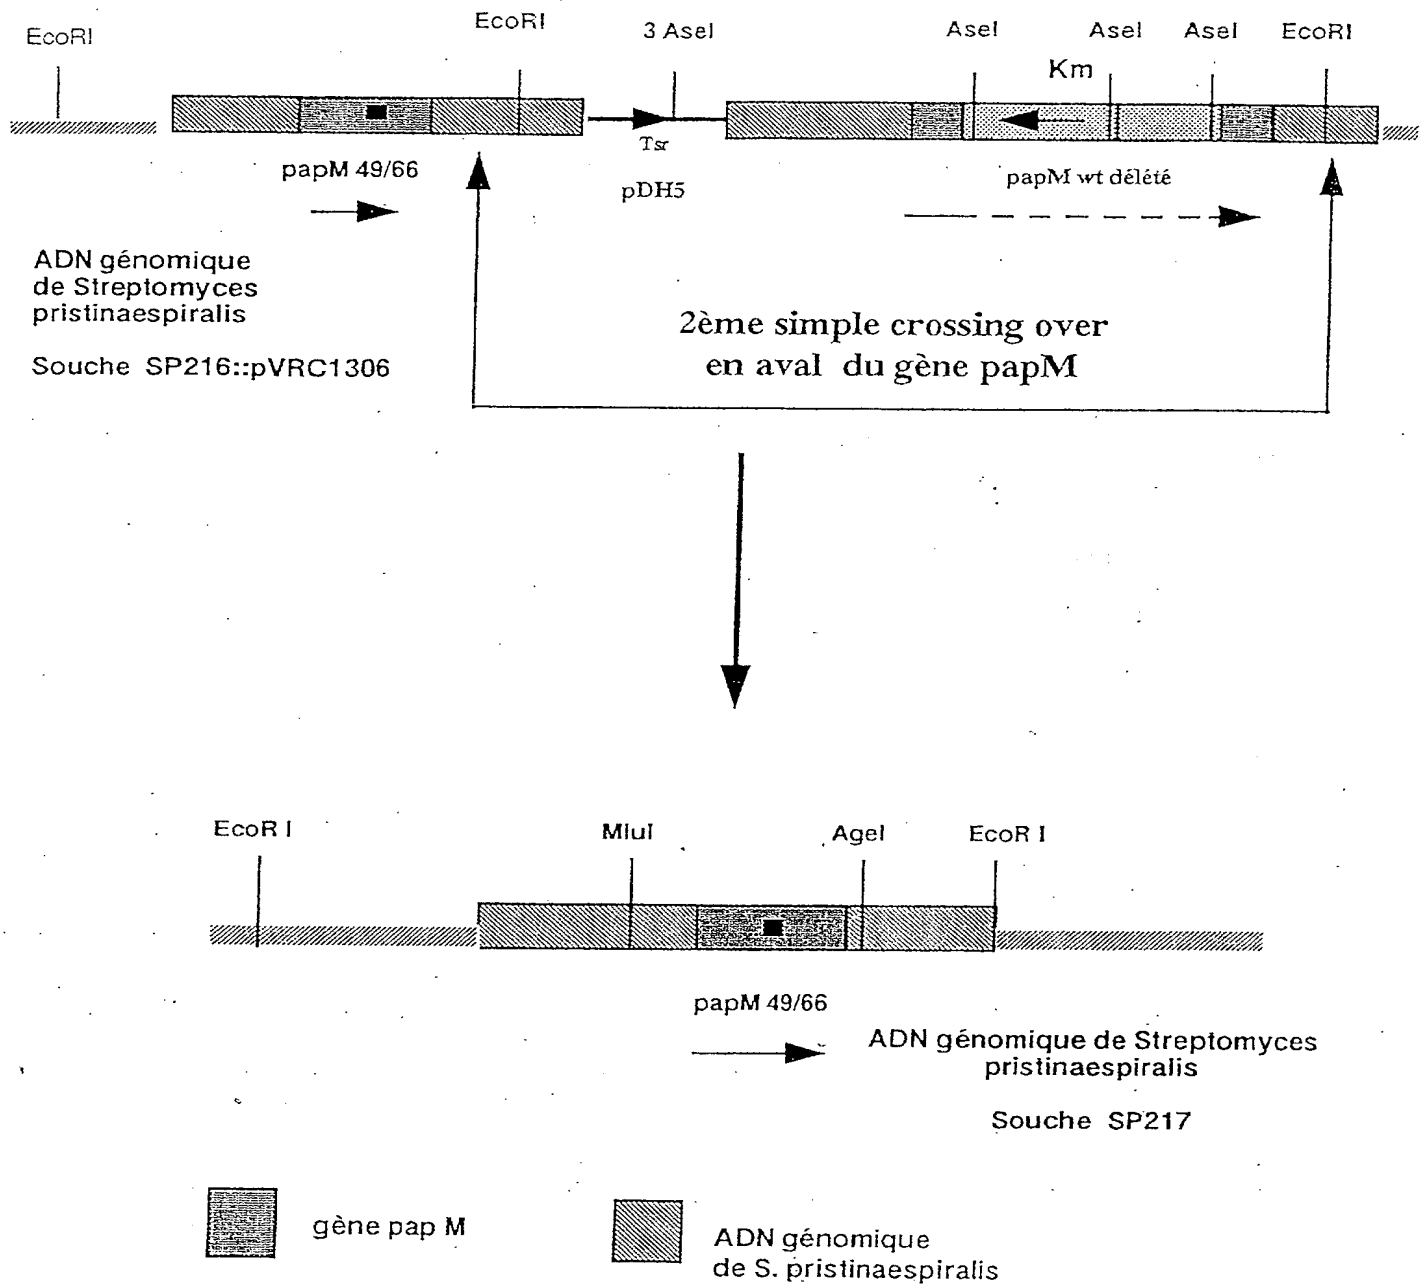 EcoRI
EcoRI
3 AseI
AseI
AseI
AseI
EcoRI
Km
Tsr
papM 49/66
pDH5
papM wt délété
ADN génomique
de Streptomyces
pristinaespiralis
Souche SP216::pVRC1306
2ème simple crossing over
en aval du gène papM
EcoR I
MluI
AgeI
EcoR I
papM 49/66
ADN génomique de Streptomyces
pristinaespiralis
Souche SP217
gène pap M
ADN génomique
de S. pristinaespiralis